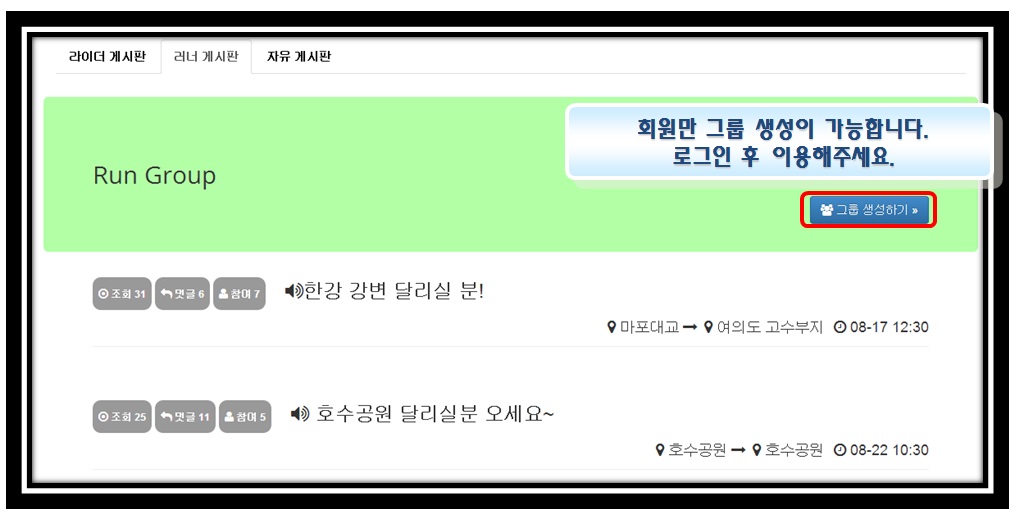 라이더 게시판 러너 게시판 자유 게시판
회원만 그룹 생성이 가능합니다.
로그인 후 이용해주세요.
Run Group
그룹 생성하기 »
조회 31 댓글 6 참여 7 한강 강변 달리실 분!
마포대교 → 여의도 고수부지 08-17 12:30
조회 25 댓글 11 참여 5 호수공원 달리실분 오세요~
호수공원 → 호수공원 08-22 10:30